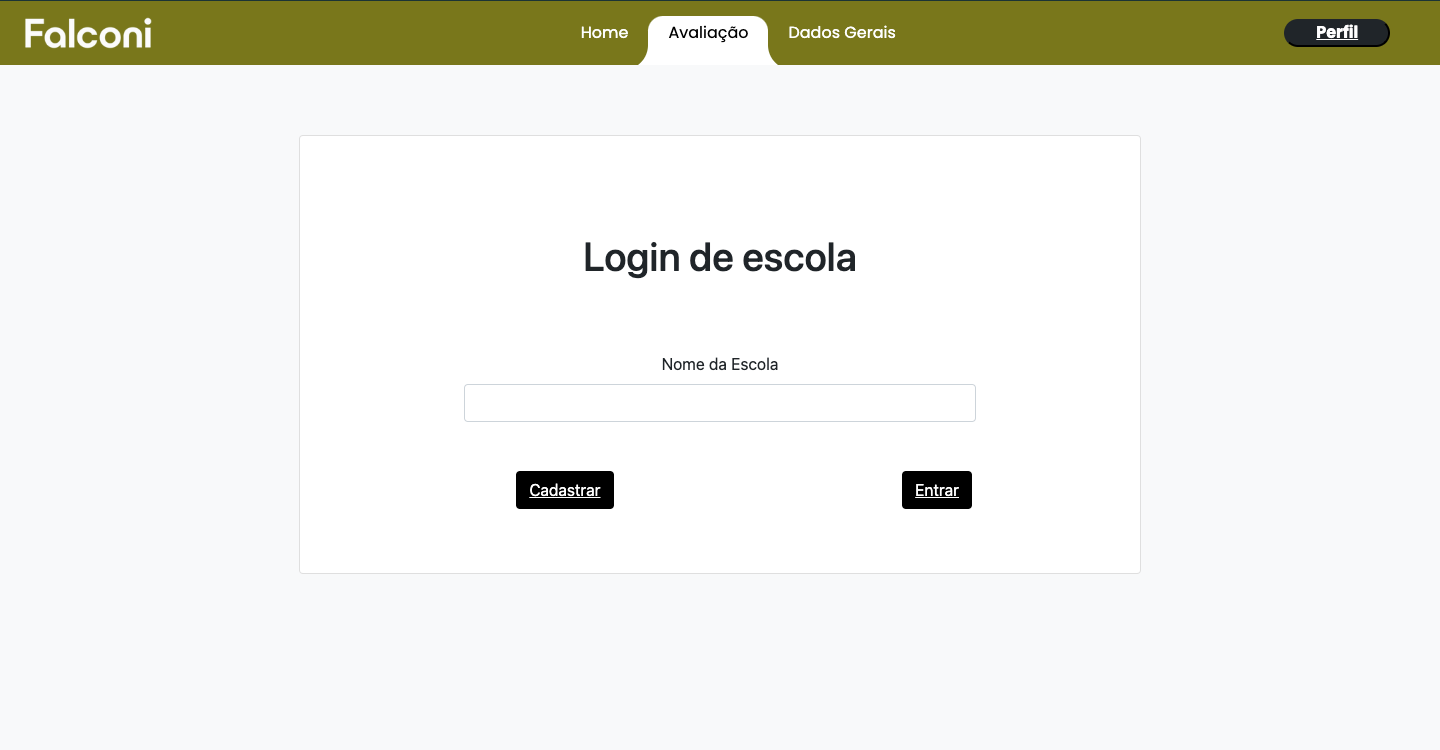 Falconi
Home Avaliação Dados Gerais
Perfil
Login de escola
Nome da Escola
Cadastrar Entrar